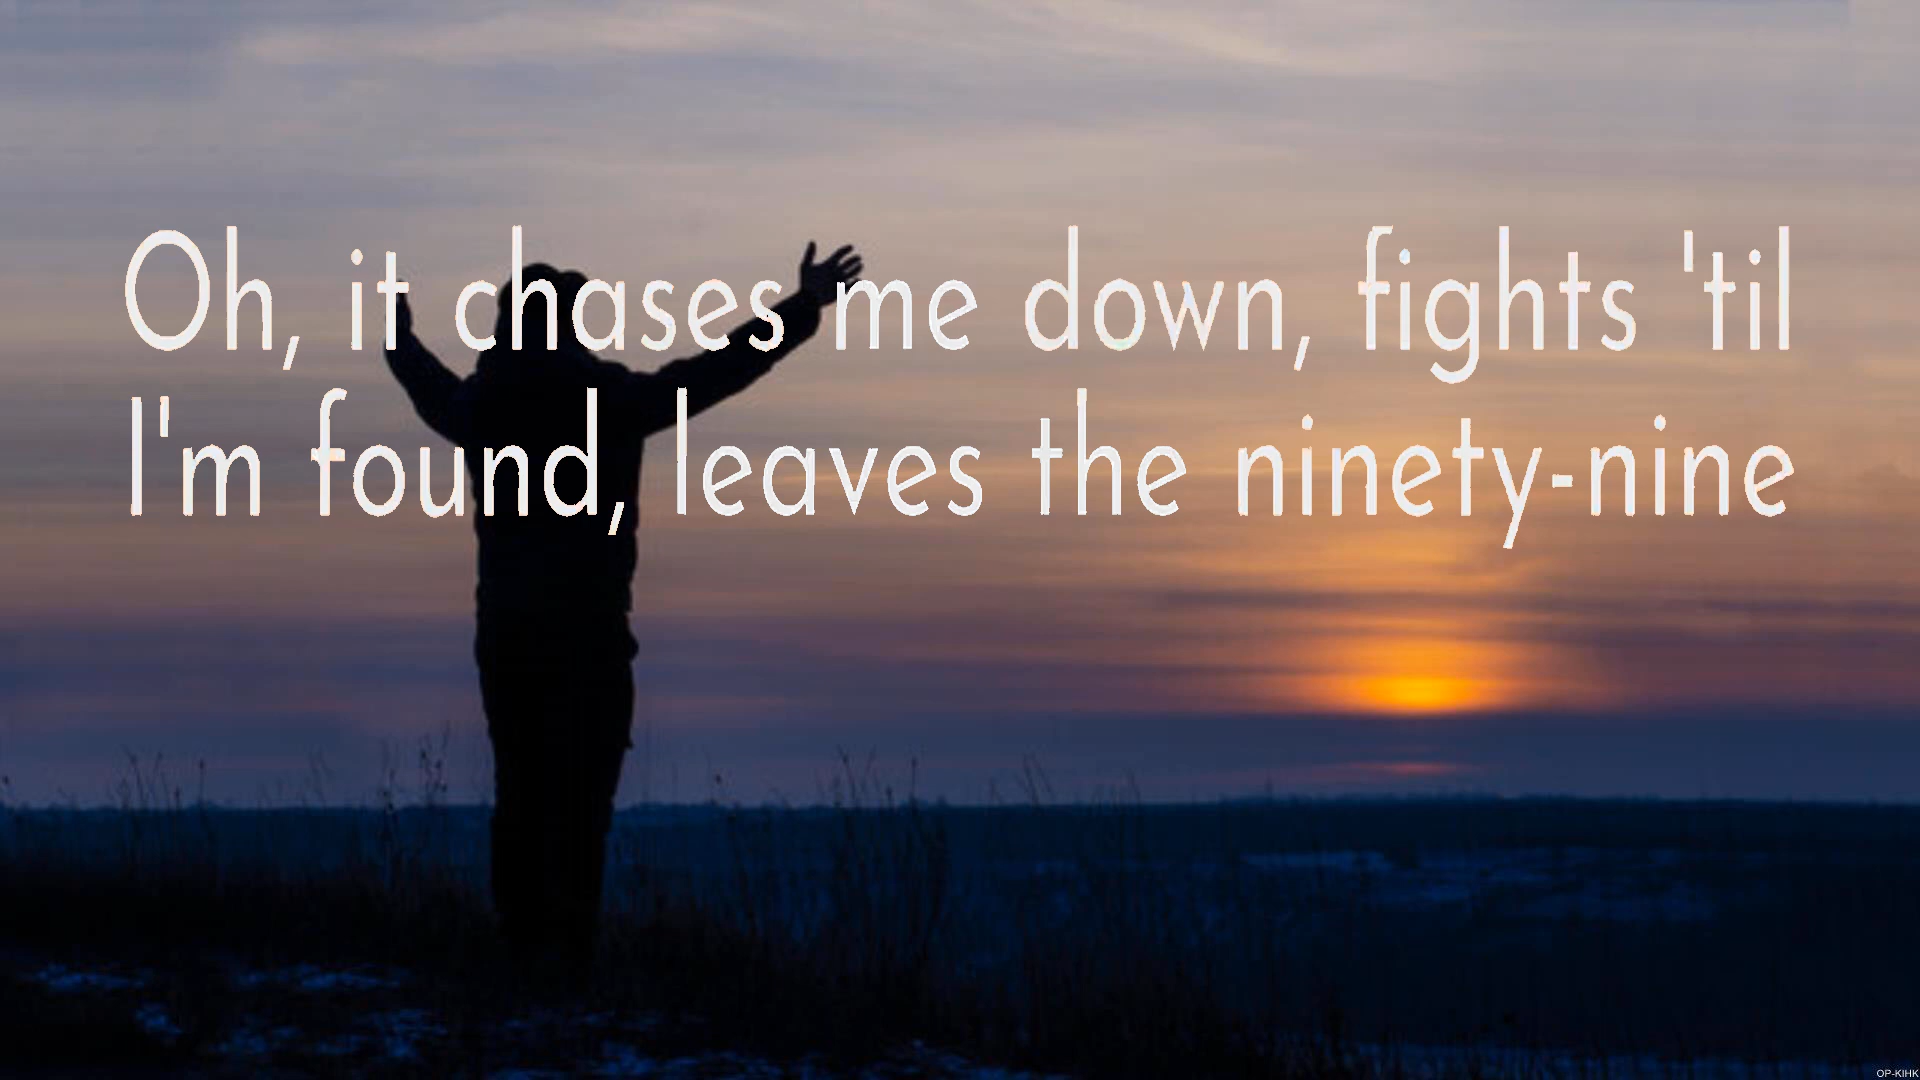 Oh, it chases me down, fights 'til
I'm found, leaves the ninety-nine
OP-KIHK